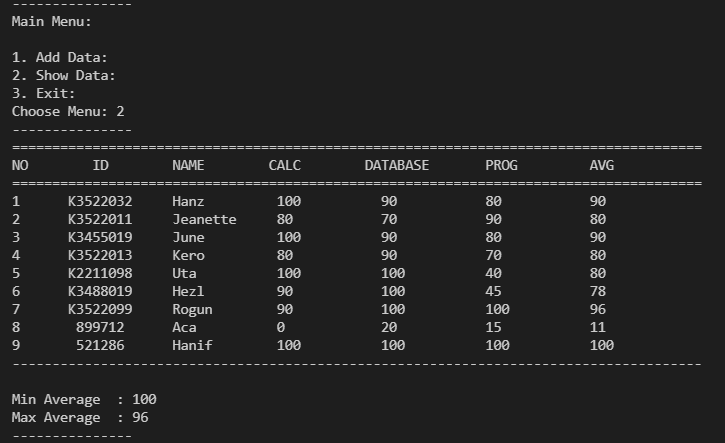 ---------------
Main Menu:
1. Add Data:
2. Show Data:
3. Exit:
Choose Menu: 2
---------------
======================================================================================
NO ID NAME CALC DATABASE PROG AVG
======================================================================================
1 K3522032 Hanz 100 90 80 90
2 K3522011 Jeanette 80 70 90 80
3 K3455019 June 100 90 80 90
4 K3522013 Kero 80 90 70 80
5 K2211098 Uta 100 100 40 80
6 K3488019 Hezl 90 100 45 78
7 K3522099 Rogun 90 100 100 96
8 899712 Aca 0 20 15 11
9 521286 Hanif 100 100 100 100
--------------------------------------------------------------------------------------
Min Average : 100
Max Average : 96
---------------